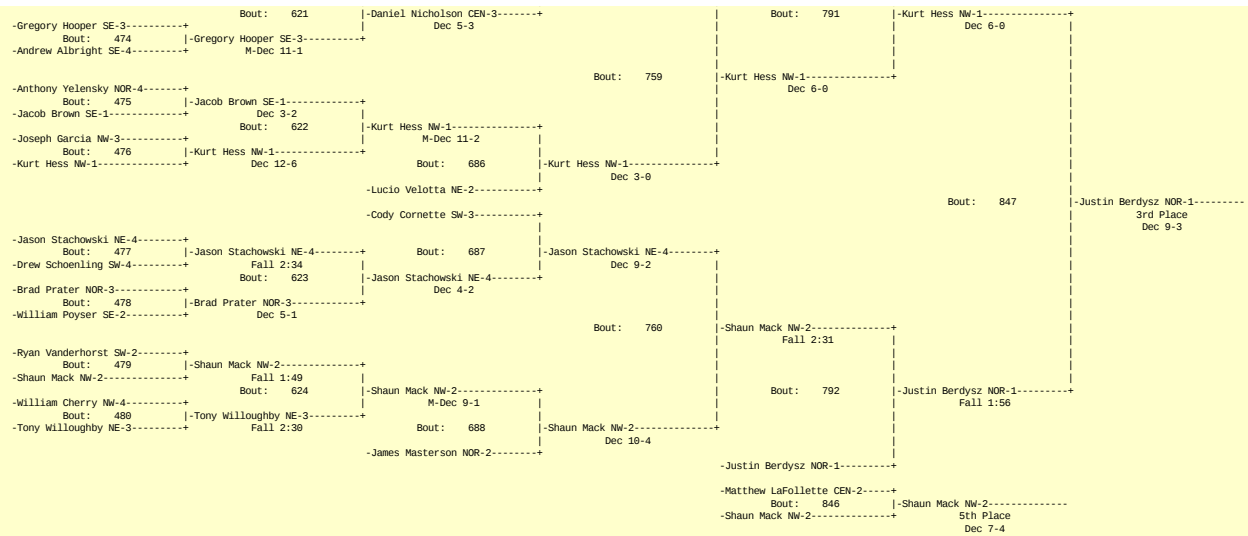 Bout: 621 |-Daniel Nicholson CEN-3-------+ | Bout: 791 |-Kurt Hess NW-1---------------+
-Gregory Hooper SE-3----------+ Dec 5-3 | Dec 6-0 |
Bout: 474 |-Gregory Hooper SE-3----------+ | | |
-Andrew Albright SE-4---------+ M-Dec 11-1 | | |
| | |
Bout: 759 |-Kurt Hess NW-1---------------+ |
-Anthony Yelensky NOR-4-------+ | Dec 6-0 |
Bout: 475 |-Jacob Brown SE-1-------------+ | |
-Jacob Brown SE-1-------------+ Dec 3-2 | | |
Bout: 622 |-Kurt Hess NW-1---------------+ | |
-Joseph Garcia NW-3-----------+ | M-Dec 11-2 | | |
Bout: 476 |-Kurt Hess NW-1---------------+ | | |
-Kurt Hess NW-1---------------+ Dec 12-6 Bout: 686 |-Kurt Hess NW-1---------------+ |
| Dec 3-0 |
-Lucio Velotta NE-2-----------+ |
Bout: 847 |-Justin Berdysz NOR-1---------
-Cody Cornette SW-3-----------+ | 3rd Place
| | Dec 9-3
-Jason Stachowski NE-4--------+ | |
Bout: 477 |-Jason Stachowski NE-4--------+ Bout: 687 |-Jason Stachowski NE-4--------+ |
-Drew Schoenling SW-4---------+ Fall 2:34 | | Dec 9-2 | |
Bout: 623 |-Jason Stachowski NE-4--------+ | |
-Brad Prater NOR-3------------+ | Dec 4-2 | |
Bout: 478 |-Brad Prater NOR-3------------+ | |
-William Poyser SE-2----------+ Dec 5-1 | |
Bout: 760 |-Shaun Mack NW-2--------------+ |
| Fall 2:31 | |
-Ryan Vanderhorst SW-2--------+ | | |
Bout: 479 |-Shaun Mack NW-2--------------+ | | |
-Shaun Mack NW-2--------------+ Fall 1:49 | | | |
Bout: 624 |-Shaun Mack NW-2--------------+ | Bout: 792 |-Justin Berdysz NOR-1---------+
-William Cherry NW-4----------+ | M-Dec 9-1 | | | Fall 1:56
Bout: 480 |-Tony Willoughby NE-3---------+ | | |
-Tony Willoughby NE-3---------+ Fall 2:30 Bout: 688 |-Shaun Mack NW-2--------------+ |
| Dec 10-4 |
-James Masterson NOR-2--------+ |
-Justin Berdysz NOR-1---------+
-Matthew LaFollette CEN-2-----+
Bout: 846 |-Shaun Mack NW-2-------------
-Shaun Mack NW-2--------------+ 5th Place
Dec 7-4